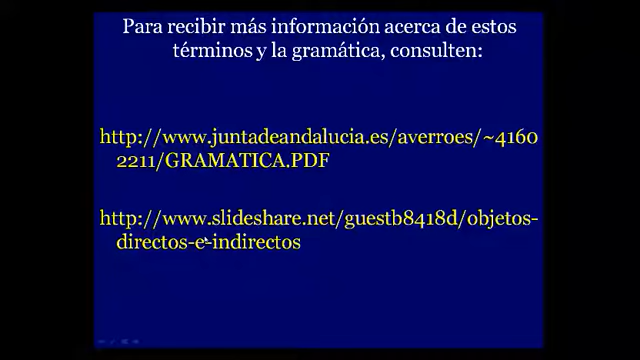 Para recibir más información acerca de estos
términos y la gramática, consulten:
http://www.juntadeandalucia.es/averroes/~4160
2211/GRAMATICA.PDF
http://www.slideshare.net/guestb8418d/objetos-
directos-e-indirectos